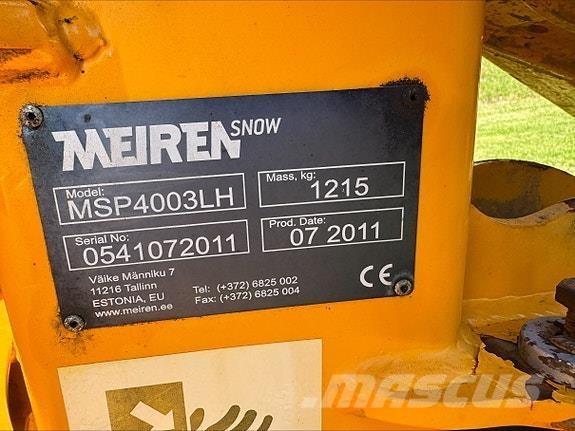 MEIREN SNOW
Model: MSP4003LH
Mass, kg: 1215
Serial No: 0541072011
Prod. Date: 07 2011
Väike Männiku 7
11216 Tallinn
ESTONIA, EU
www.meiren.ee
Tel: (+372) 6825 002
Fax: (+372) 6825 004
CE
MASCUS